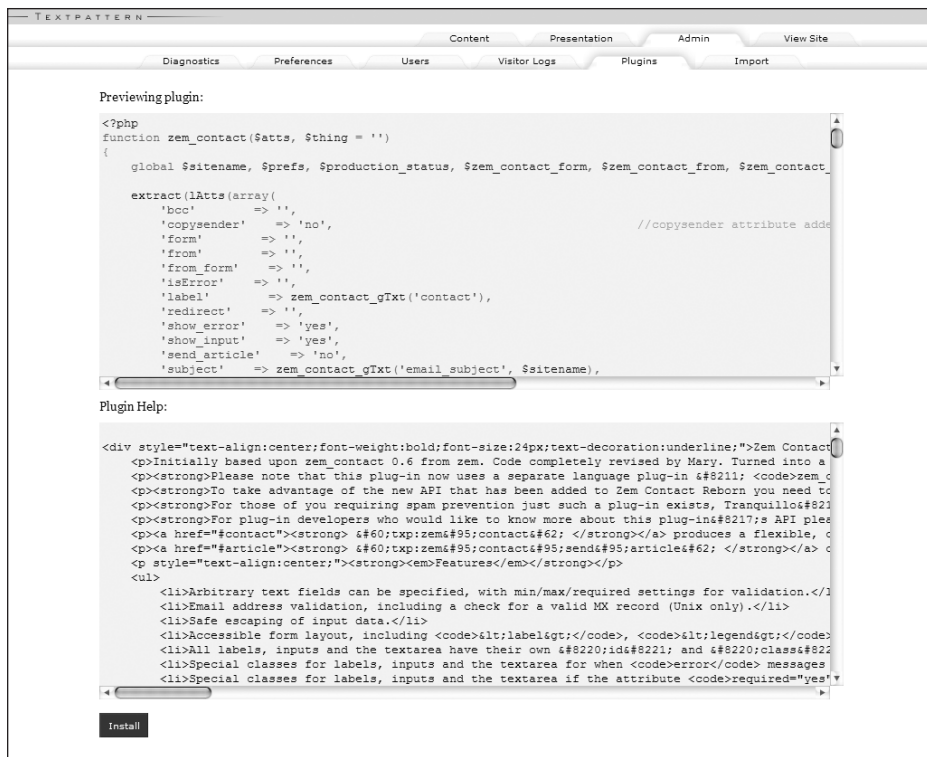 TEXTPATTERN
Content Presentation Admin View Site
Diagnostics Preferences Users Visitor Logs Plugins Import
Previewing plugin:
<?php
function zem_contact($atts, $thing = '')
{
global $sitename, $prefs, $production_status, $zem_contact_form, $zem_contact_from, $zem_contact_
extract(lAtts(array(
'bcc' => '',
'copysender' => 'no', //copysender attribute adde
'form' => '',
'from' => '',
'from_form' => '',
'isError' => '',
'label' => zem_contact_gTxt('contact'),
'redirect' => '',
'show_error' => 'yes',
'show_input' => 'yes',
'send_article' => 'no',
'subject' => zem_contact_gTxt('email_subject', $sitename),
Plugin Help:
<div style="text-align:center;font-weight:bold;font-size:24px;text-decoration:underline;">Zem Contact
<p>Initially based upon zem_contact 0.6 from zem. Code completely revised by Mary. Turned into a
<p><strong>Please note that this plug-in now uses a separate language plug-in &#8211; <code>zem_c
<p><strong>To take advantage of the new API that has been added to Zem Contact Reborn you need to
<p><strong>For those of you requiring spam prevention just such a plug-in exists, Tranquillo&#821
<p><strong>For plug-in developers who would like to know more about this plug-in&#8217;s API plea
<p><a href="#contact"><strong> &#60;txp:zem&#95;contact&#62; </strong></a> produces a flexible, c
<p><a href="#article"><strong> &#60;txp:zem&#95;contact&#95;send&#95;article&#62; </strong></a> c
<p style="text-align:center;"><strong><em>Features</em></strong></p>
<ul>
<li>Arbitrary text fields can be specified, with min/max/required settings for validation.</l
<li>Email address validation, including a check for a valid MX record (Unix only).</li>
<li>Safe escaping of input data.</li>
<li>Accessible form layout, including <code>&lt;label&gt;</code>, <code>&lt;legend&gt;</code>
<li>All labels, inputs and the textarea have their own &#8220;id&#8221; and &#8220;class&#822
<li>Special classes for labels, inputs and the textarea for when <code>error</code> messages
<li>Special classes for labels, inputs and the textarea if the attribute <code>required="yes"
Install